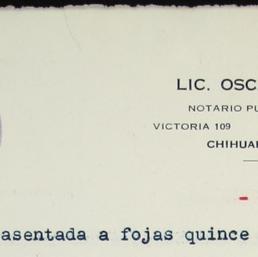 LIC. OSC
NOTARIO PU
VICTORIA 109
CHIHUA
asentada a fojas quince